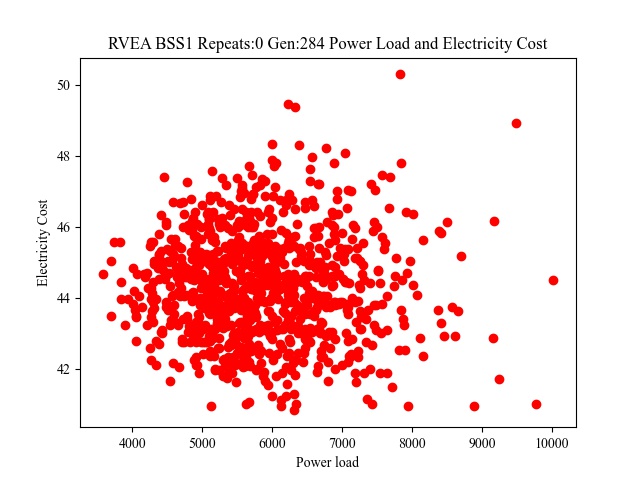 RVEA BSS1 Repeats:0 Gen:284 Power Load and Electricity Cost
50
48
46
44
42
Electricity Cost
4000 5000 6000 7000 8000 9000 10000
Power load